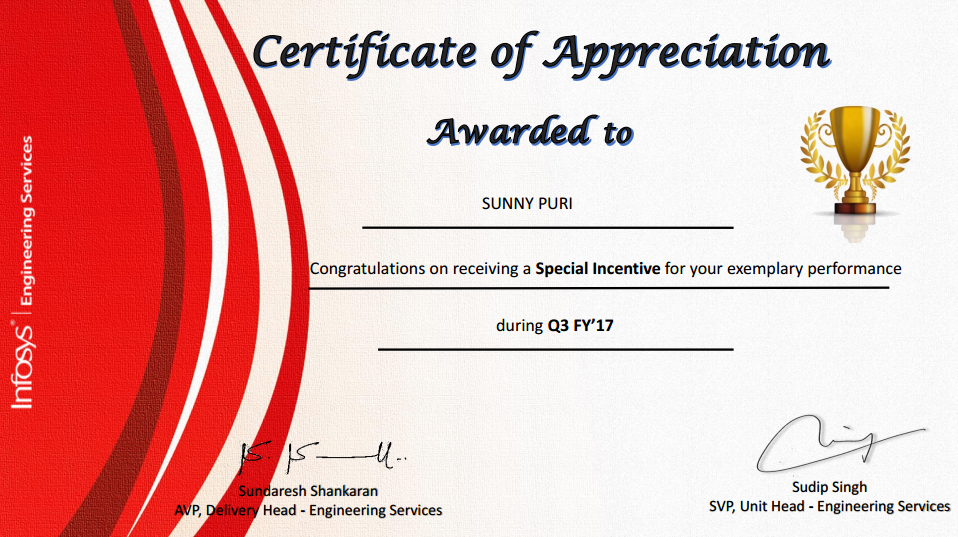 Certificate of Appreciation
Awarded to
SUNNY PURI
Congratulations on receiving a Special Incentive for your exemplary performance
during Q3 FY'17
Infosys® | Engineering Services
Sundaresh Shankaran
AVP, Delivery Head - Engineering Services
Sudip Singh
SVP, Unit Head - Engineering Services